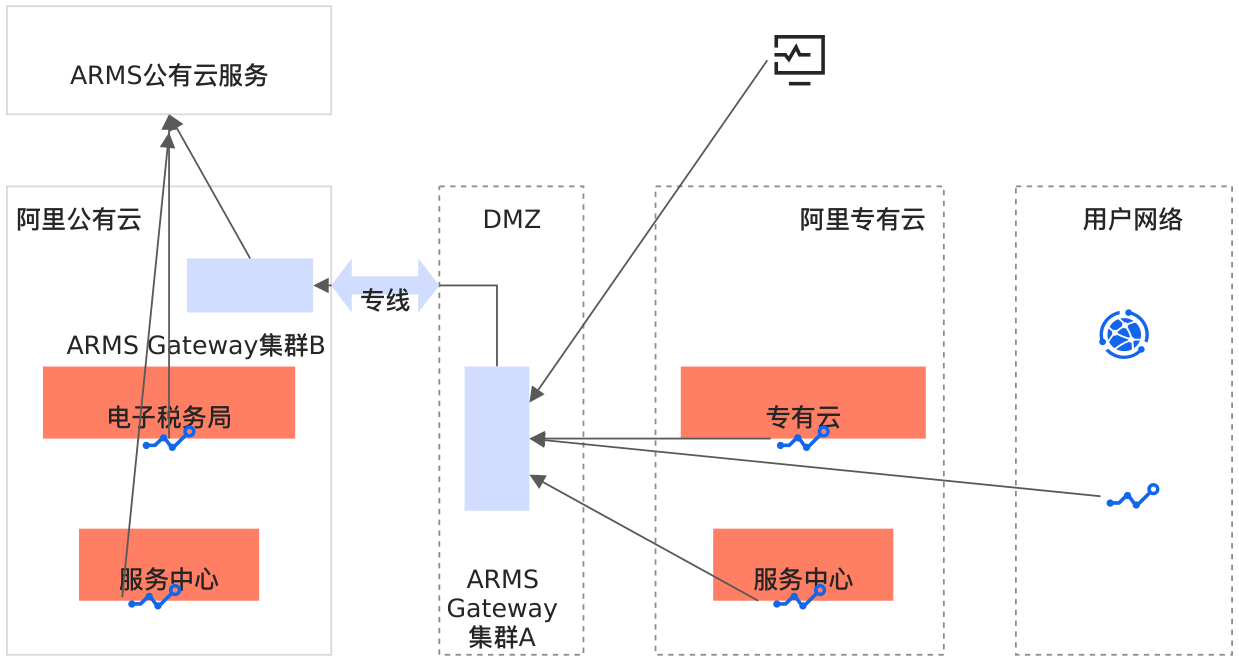 ARMS公有云服务
阿里公有云
DMZ
阿里专有云
用户网络
专线
ARMS Gateway集群B
电子税务局
专有云
服务中心
ARMS
Gateway
集群A
服务中心